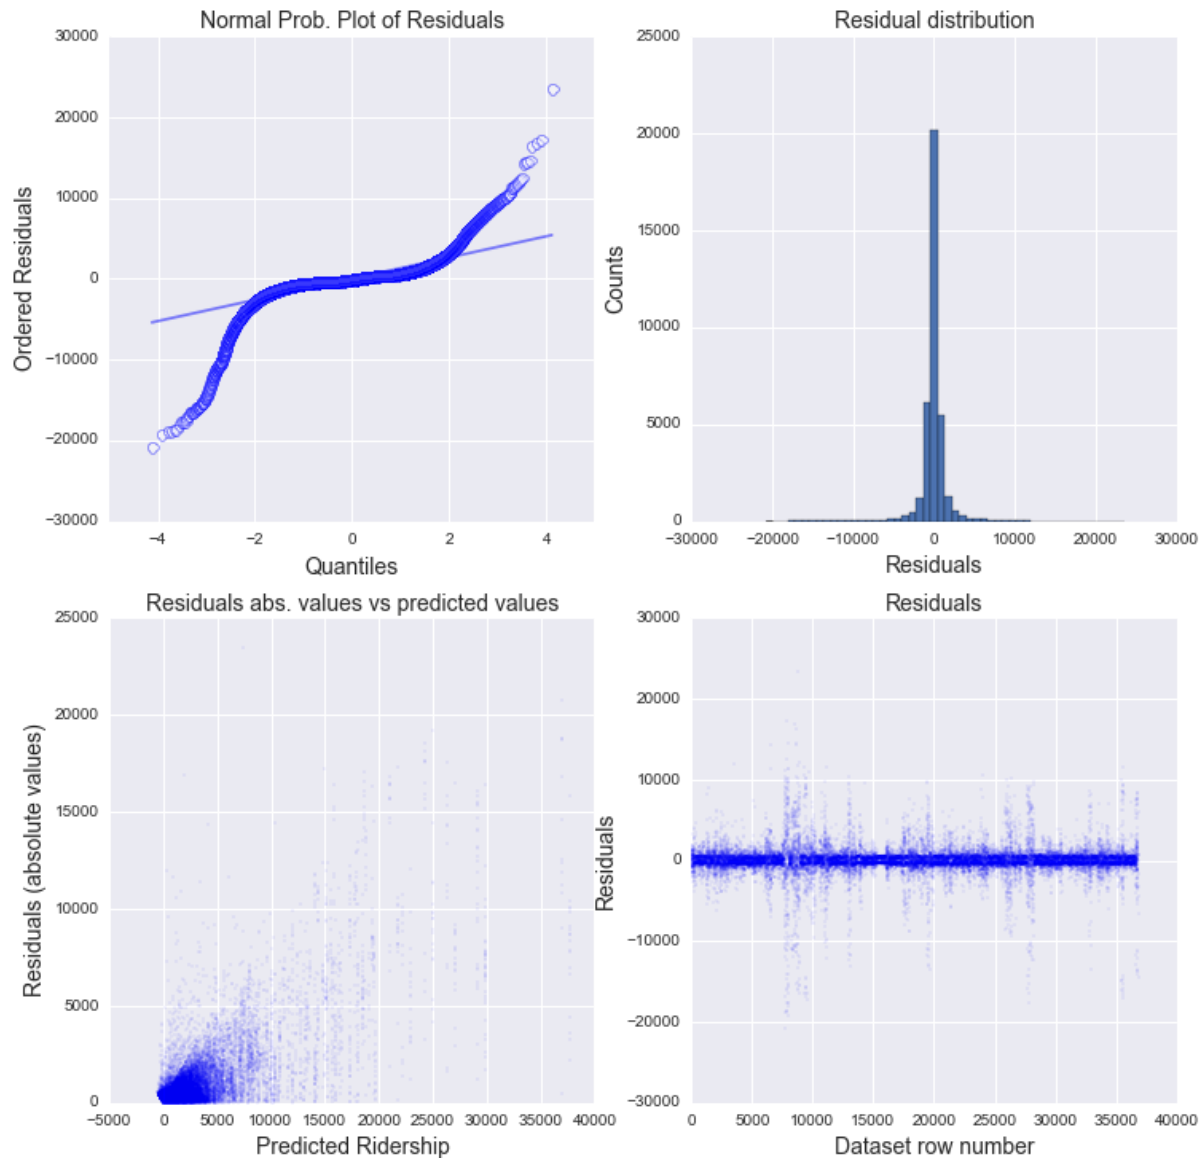 Normal Prob. Plot of Residuals
30000
20000
10000
0
−10000
−20000
−30000
Ordered Residuals
−4 −2 0 2 4
Quantiles
Residual distribution
25000
20000
15000
10000
5000
0
Counts
−30000 −20000 −10000 0 10000 20000 30000
Residuals
Residuals abs. values vs predicted values
25000
20000
15000
10000
5000
0
Residuals (absolute values)
−5000 0 5000 10000 15000 20000 25000 30000 35000 40000
Predicted Ridership
Residuals
30000
20000
10000
0
−10000
−20000
−30000
Residuals
0 5000 10000 15000 20000 25000 30000 35000 40000
Dataset row number